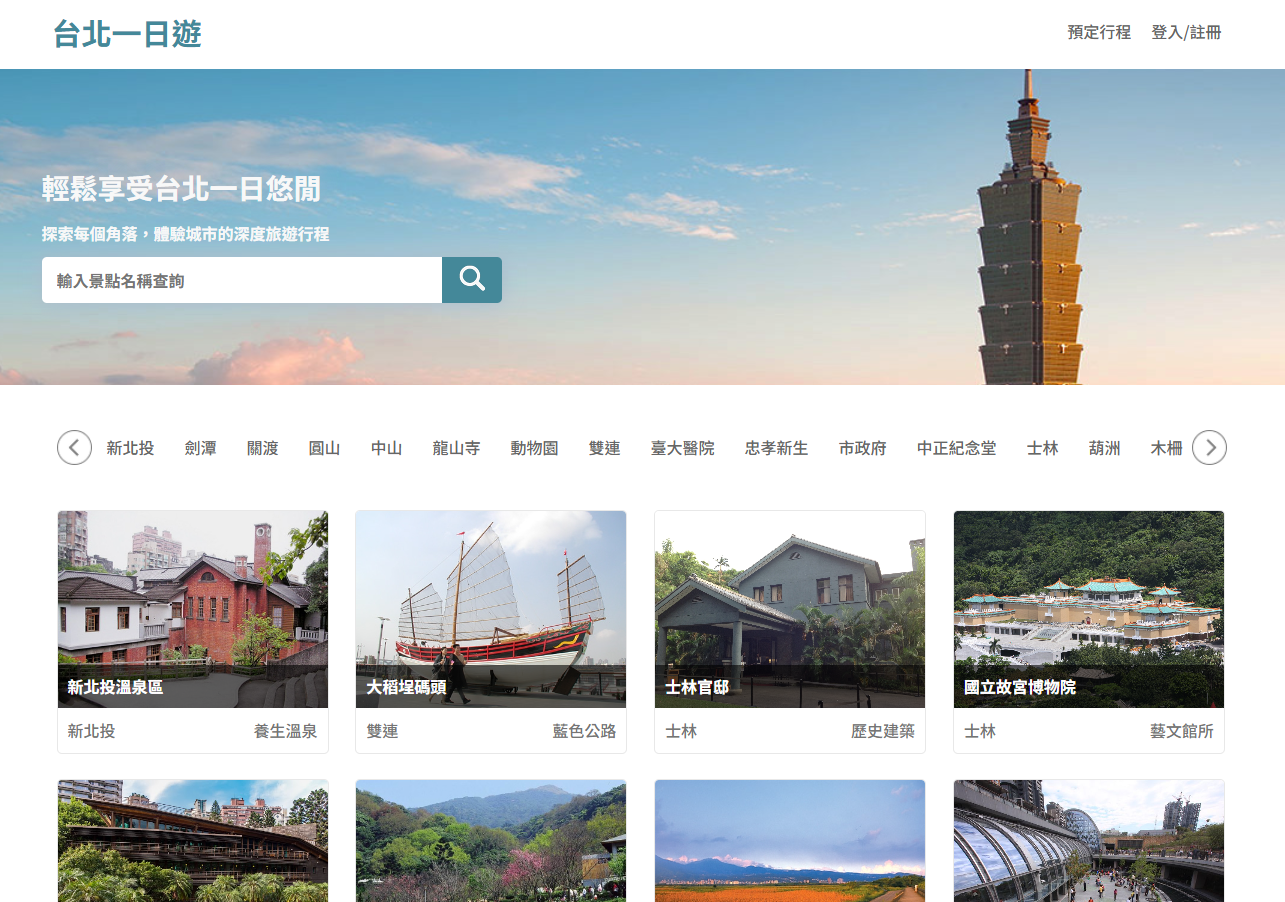 台北一日遊
預定行程 登入/註冊
輕鬆享受台北一日悠閒
探索每個角落，體驗城市的深度旅遊行程
輸入景點名稱查詢
新北投 劍潭 關渡 圓山 中山 龍山寺 動物園 雙連 臺大醫院 忠孝新生 市政府 中正紀念堂 士林 葫洲 木柵
新北投溫泉區
新北投 養生溫泉
大稻埕碼頭
雙連 藍色公路
士林官邸
士林 歷史建築
國立故宮博物院
士林 藝文館所